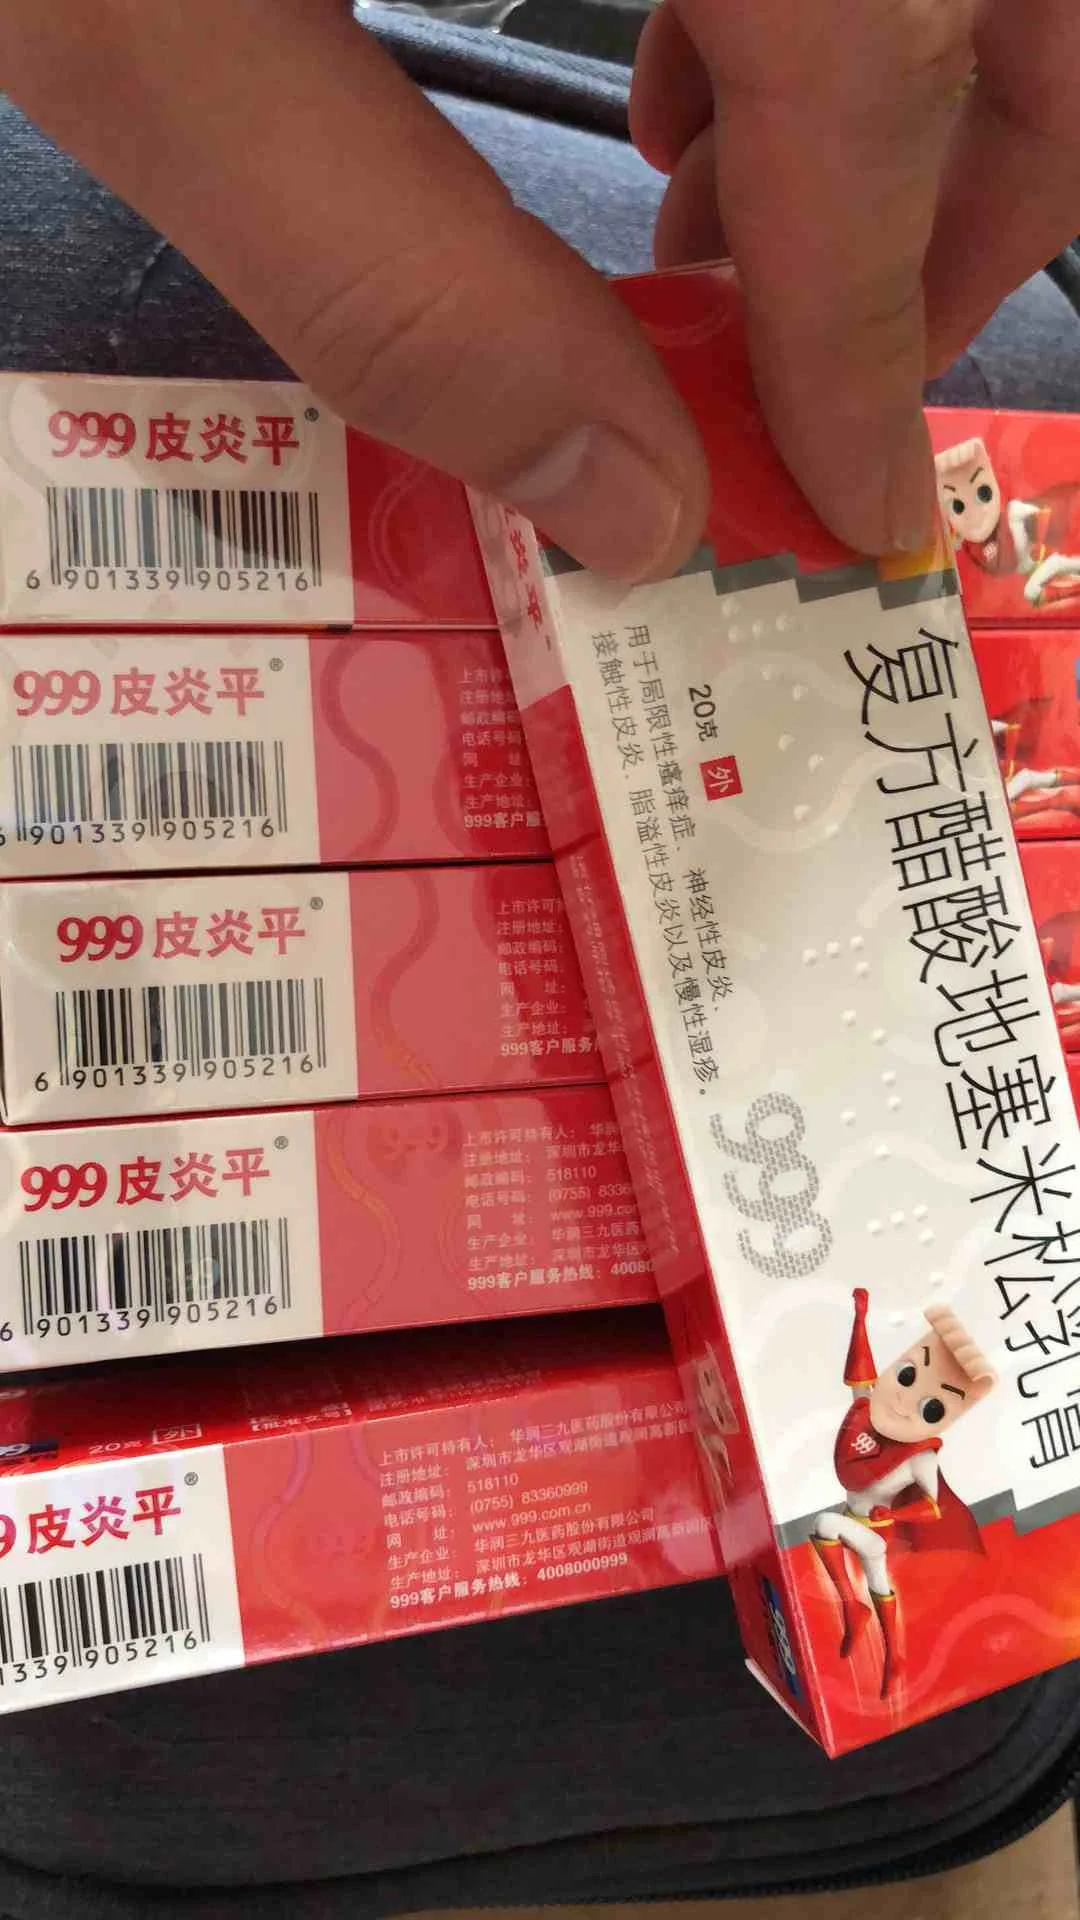 999皮炎平®
6 901339 905216
999皮炎平®
6 901339 905216
上市许
注册地址
邮政编码
电话号码
网 址
生产企业:
生产地址:
999客户服
999皮炎平®
6 901339 905216
上市许可
注册地址:
邮政编码:
电话号码:
网 址:
生产企业:
生产地址:
999客户服务
999皮炎平®
6 901339 905216
上市许可持有人: 华润
注册地址: 深圳市龙华
邮政编码: 518110
电话号码: (0755) 8336
网 址: www.999.com
生产企业: 华润三九医药
生产地址: 深圳市龙华区
999客户服务热线: 40080
20克 外
【批准文号】
9皮炎平®
1339 905216
上市许可持有人: 华润三九医药股份有限公司
注册地址: 深圳市龙华区观湖街道观澜高新园区
邮政编码: 518110
电话号码: (0755) 83360999
网 址: www.999.com.cn
生产企业: 华润三九医药股份有限公司
生产地址: 深圳市龙华区观湖街道观澜高新园区
999客户服务热线: 4008000999
复方醋酸地塞米松乳膏
20克 外
用于局限性瘙痒症、神经性皮炎、
接触性皮炎、脂溢性皮炎以及慢性湿疹。
999
999